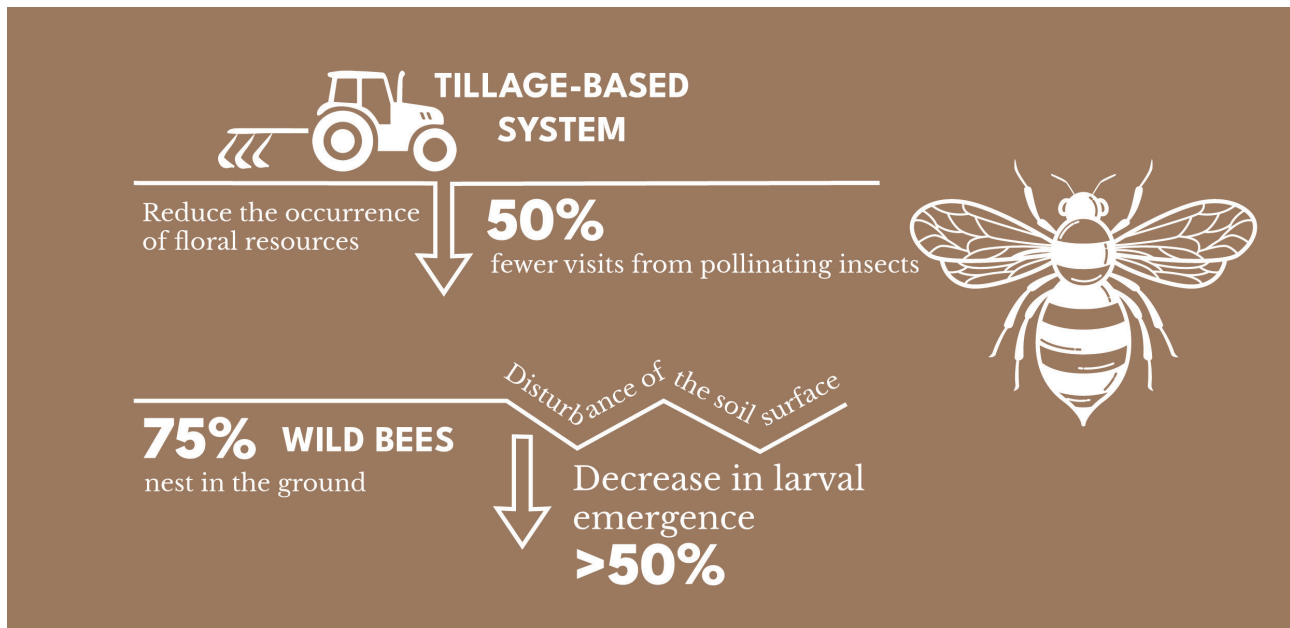 TILLAGE-BASED
SYSTEM
Reduce the occurrence
of floral resources
50%
fewer visits from pollinating insects
Disturbance of the soil surface
75% WILD BEES
nest in the ground
Decrease in larval
emergence
>50%